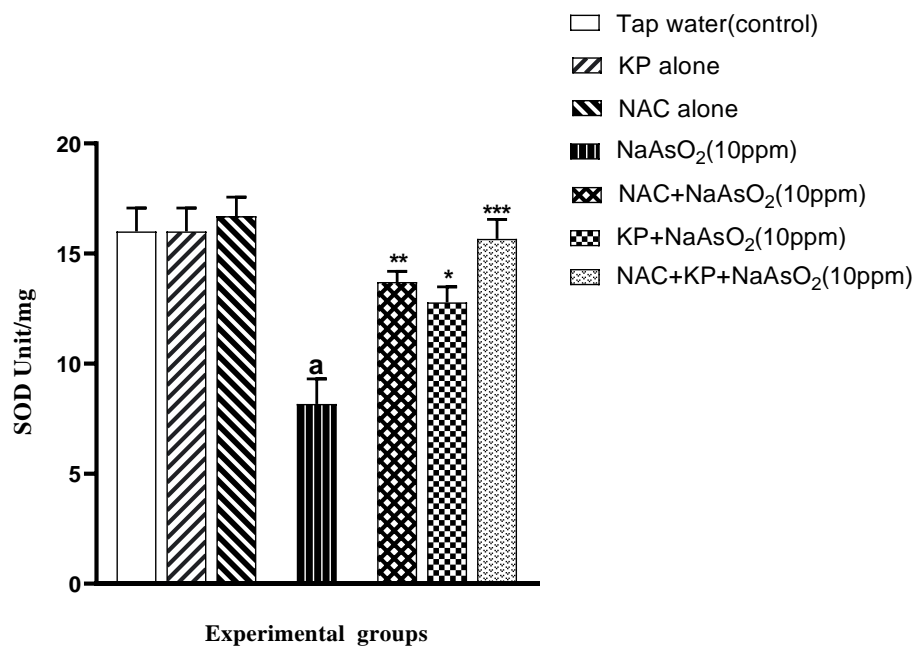 Tap water(control)
KP alone
NAC alone
NaAsO₂(10ppm)
NAC+NaAsO₂(10ppm)
KP+NaAsO₂(10ppm)
NAC+KP+NaAsO₂(10ppm)
20
15
10
5
0
SOD Unit/mg
a
**
*
***
Experimental groups